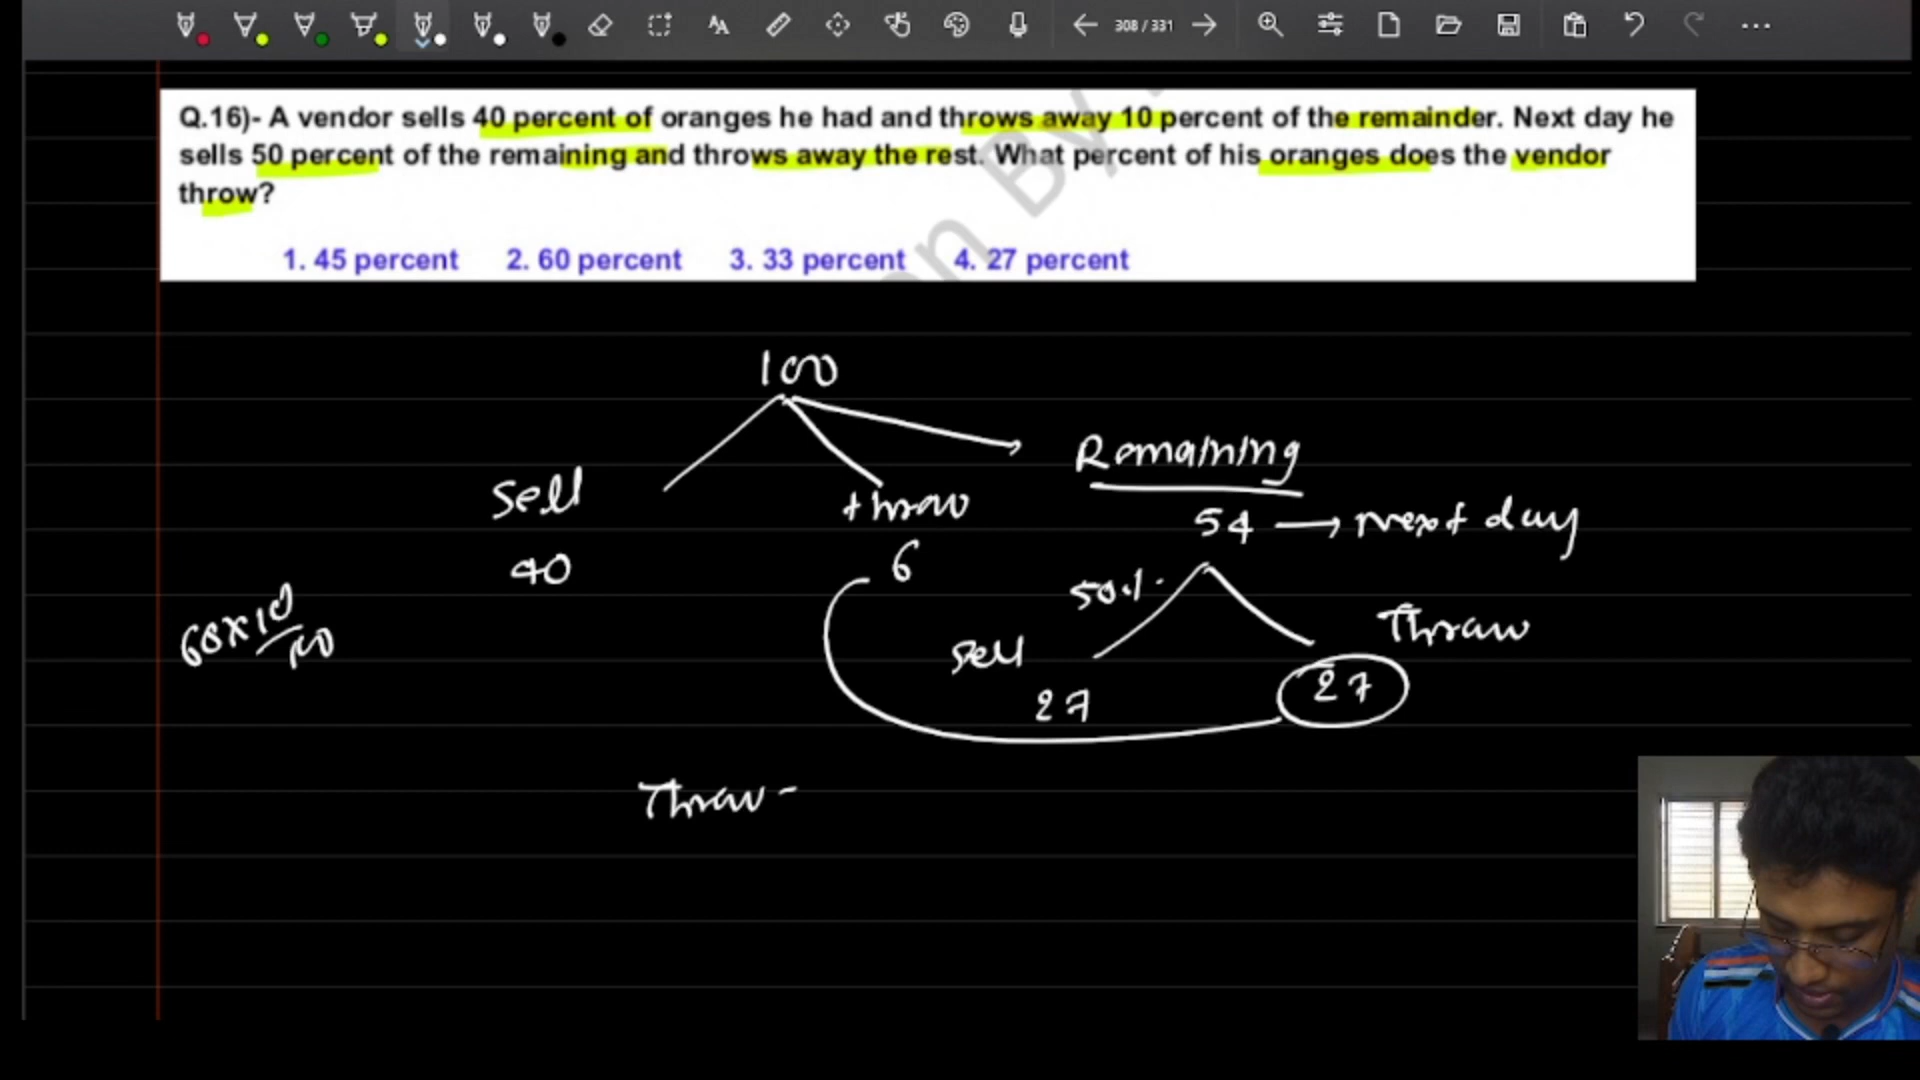 308 / 331
Q.16)- A vendor sells 40 percent of oranges he had and throws away 10 percent of the remainder. Next day he
sells 50 percent of the remaining and throws away the rest. What percent of his oranges does the vendor
throw?
1. 45 percent 2. 60 percent 3. 33 percent 4. 27 percent
100
Remaining
Sell throw
54 → next day
40 6
50%
60x10/100
Throw
sell
27 27
Throw -